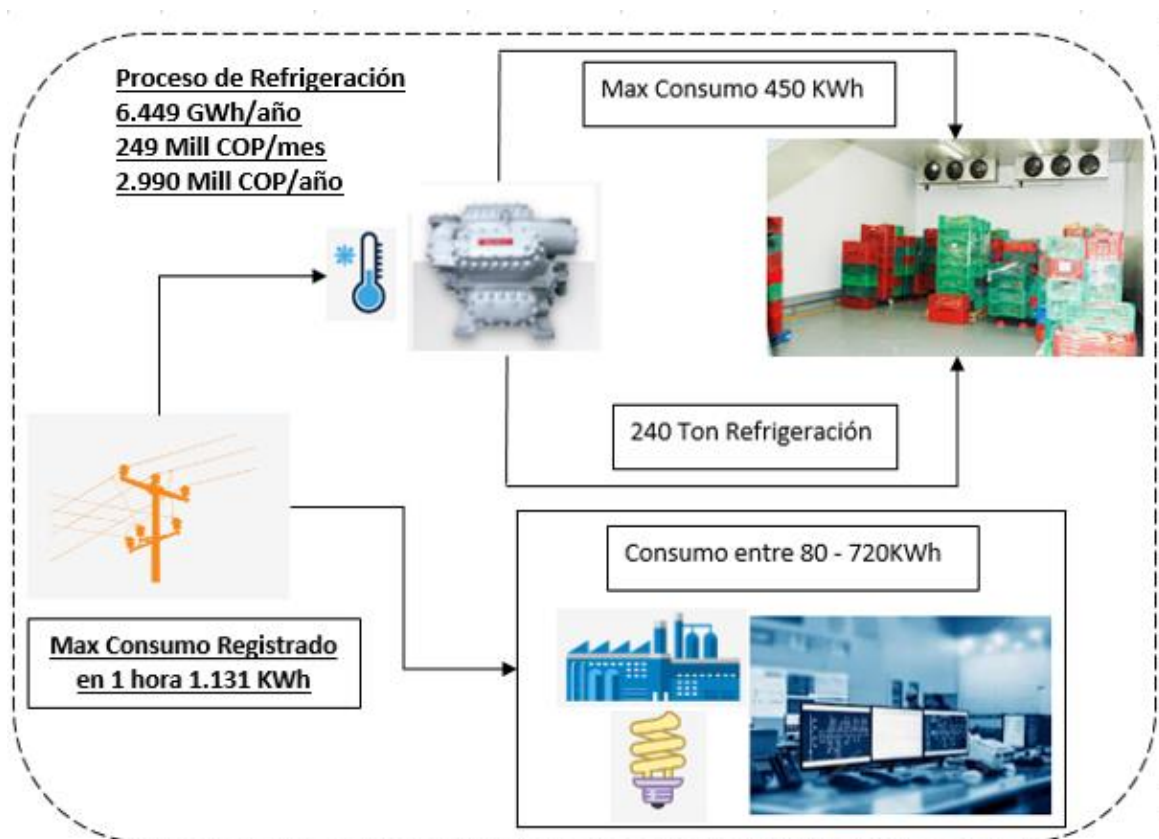 Proceso de Refrigeración
6.449 GWh/año
249 Mill COP/mes
2.990 Mill COP/año
Max Consumo 450 KWh
240 Ton Refrigeración
Consumo entre 80 - 720KWh
Max Consumo Registrado
en 1 hora 1.131 KWh